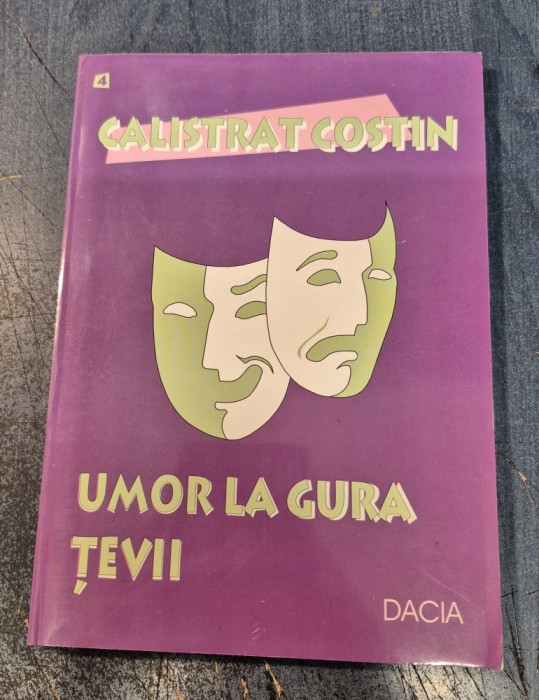 4
CALISTRAT COSTIN
UMOR LA GURA
ȚEVII
DACIA